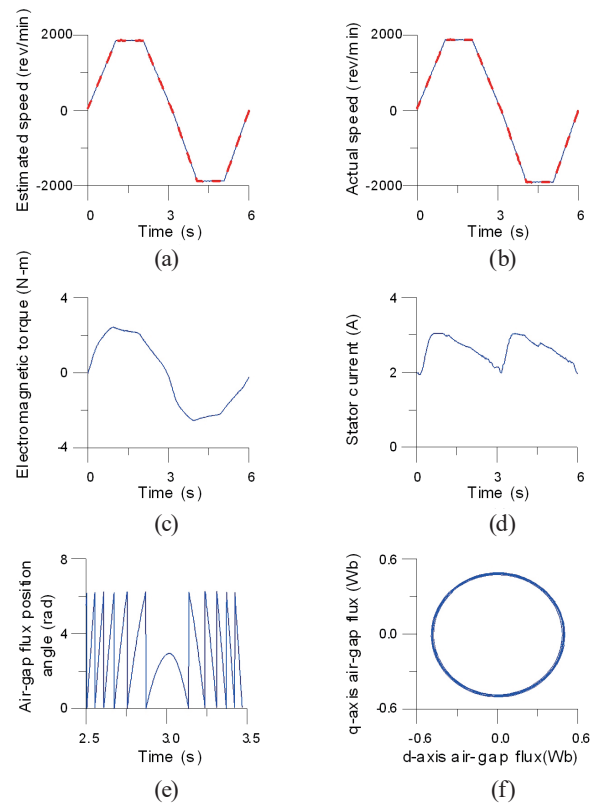 Estimated speed (rev/min)
2000
0
-2000
0
3
6
Time (s)
(a)
Actual speed (rev/min)
2000
0
-2000
0
3
6
Time (s)
(b)
Electromagnetic torque (N-m)
4
0
-4
0
3
6
Time (s)
(c)
Stator current (A)
4
2
0
0
3
6
Time (s)
(d)
Air-gap flux position
angle (rad)
8
4
0
2.5
3.0
3.5
Time (s)
(e)
q-axis air-gap flux (Wb)
0.6
0.0
-0.6
-0.6
0.0
0.6
d-axis air-gap flux(Wb)
(f)